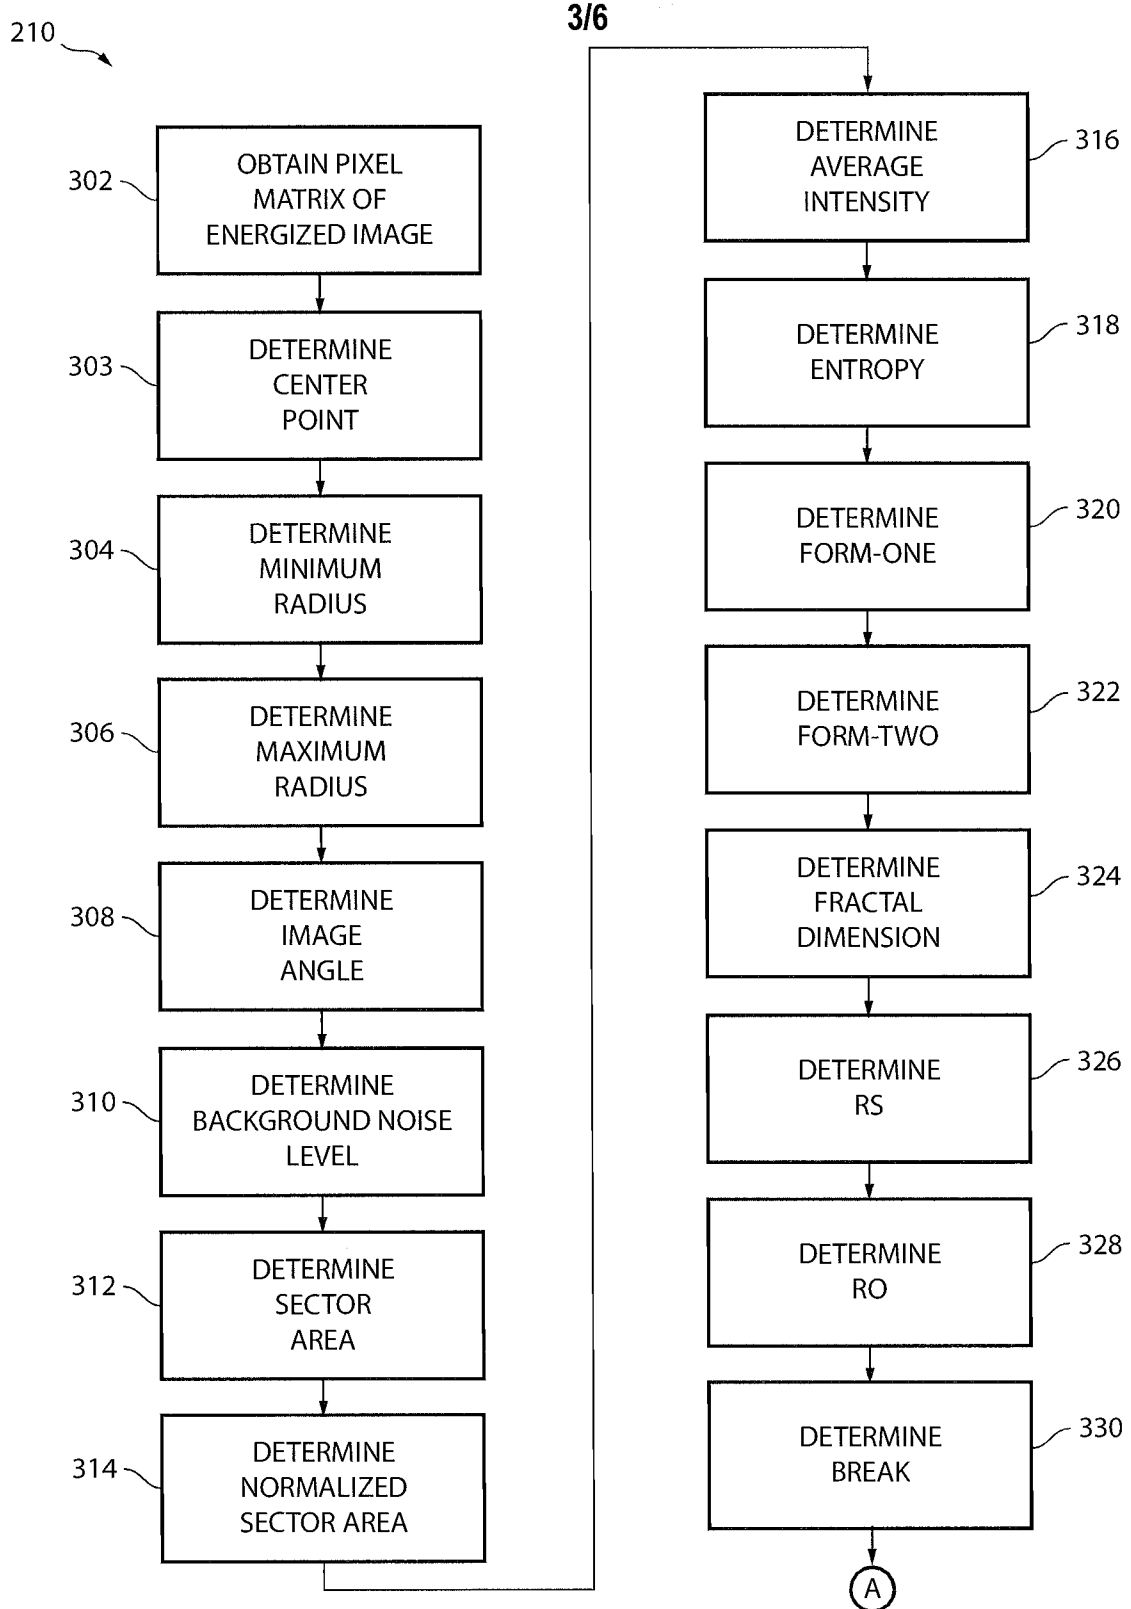 3/6
210
302
OBTAIN PIXEL
MATRIX OF
ENERGIZED IMAGE
303
DETERMINE
CENTER
POINT
304
DETERMINE
MINIMUM
RADIUS
306
DETERMINE
MAXIMUM
RADIUS
308
DETERMINE
IMAGE
ANGLE
310
DETERMINE
BACKGROUND NOISE
LEVEL
312
DETERMINE
SECTOR
AREA
314
DETERMINE
NORMALIZED
SECTOR AREA
DETERMINE
AVERAGE
INTENSITY
316
DETERMINE
ENTROPY
318
DETERMINE
FORM-ONE
320
DETERMINE
FORM-TWO
322
DETERMINE
FRACTAL
DIMENSION
324
DETERMINE
RS
326
DETERMINE
RO
328
DETERMINE
BREAK
330
A